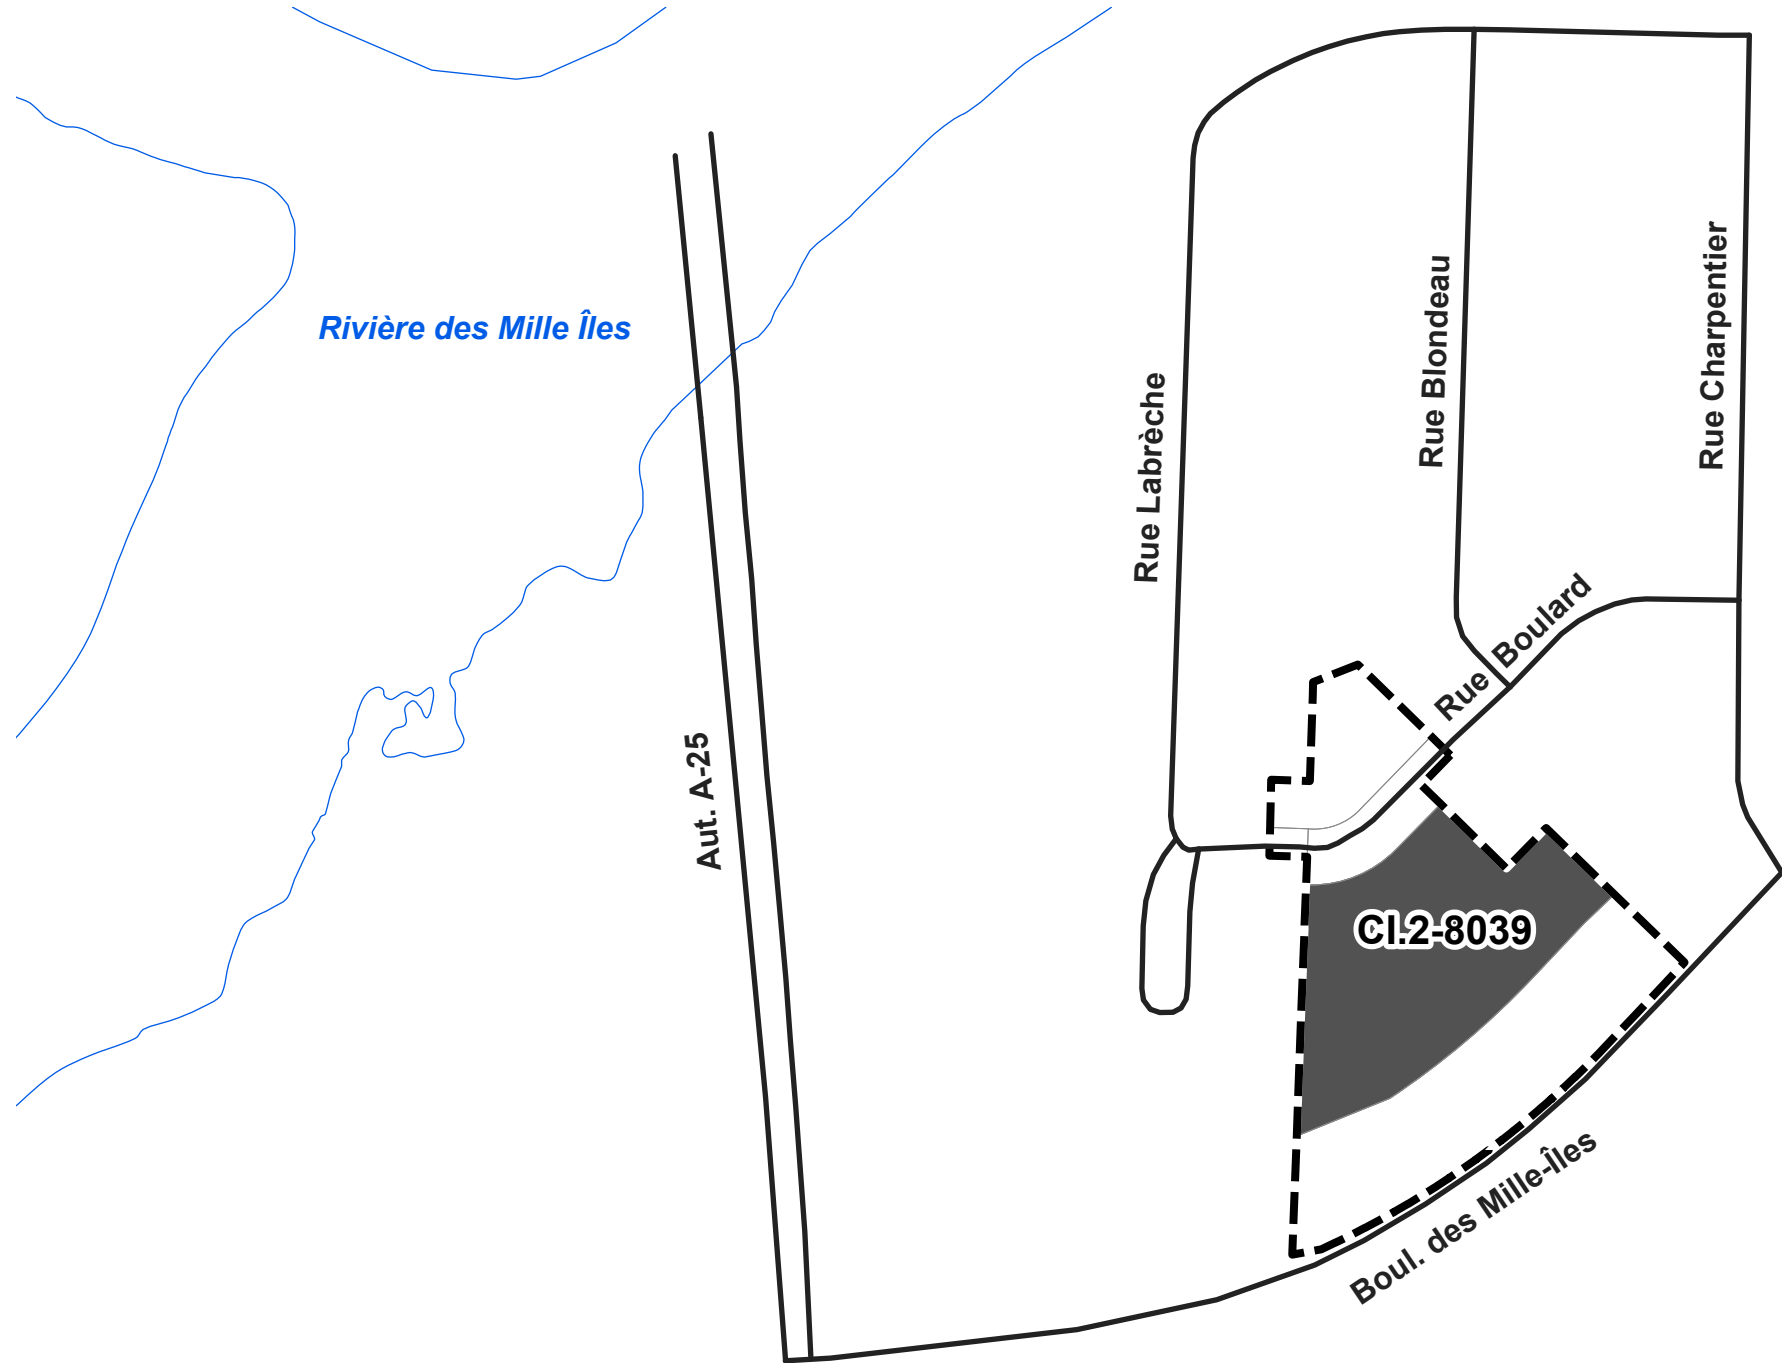 Rivière des Mille Îles
Aut. A-25
Rue Labrèche
Rue Blondeau
Rue Charpentier
Rue Boulard
CI.2-8039
Boul. des Mille-Îles